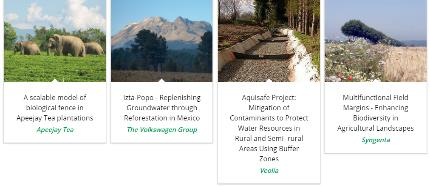 A scalable model of
biological fence in
Apeejay Tea plantations
Apeejay Tea
Izta-Popo - Replenishing
Groundwater through
Reforestation in Mexico
The Volkswagen Group
Aquisafe Project:
Mitigation of
Contaminants to Protect
Water Resources in
Rural and Semi-rural
Areas Using Buffer
Zones
Veolia
Multifunctional Field
Margins - Enhancing
Biodiversity in
Agricultural Landscapes
Syngenta